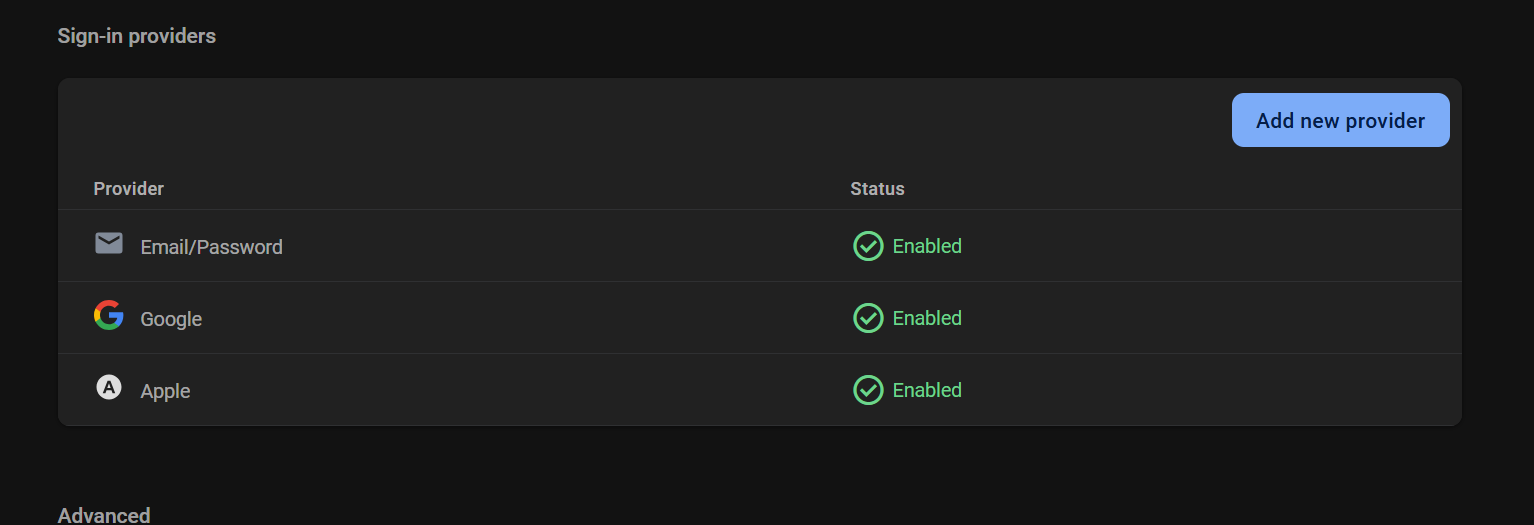 Sign-in providers
Add new provider
Provider Status
Email/Password Enabled
Google Enabled
A Apple Enabled
Advanced